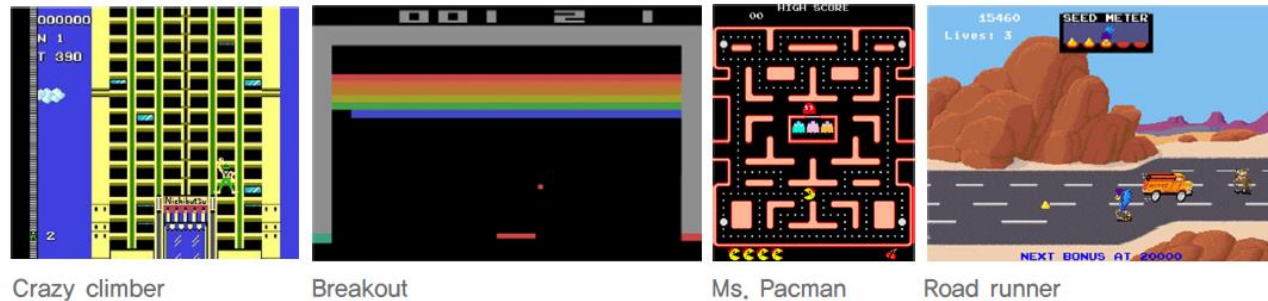 000000
N 1
T 390
Nichibutsu
2
001 2 1
HIGH SCORE
00
15460
Lives: 3
SEED METER
NEXT BONUS AT 20000
Crazy climber
Breakout
Ms. Pacman
Road runner